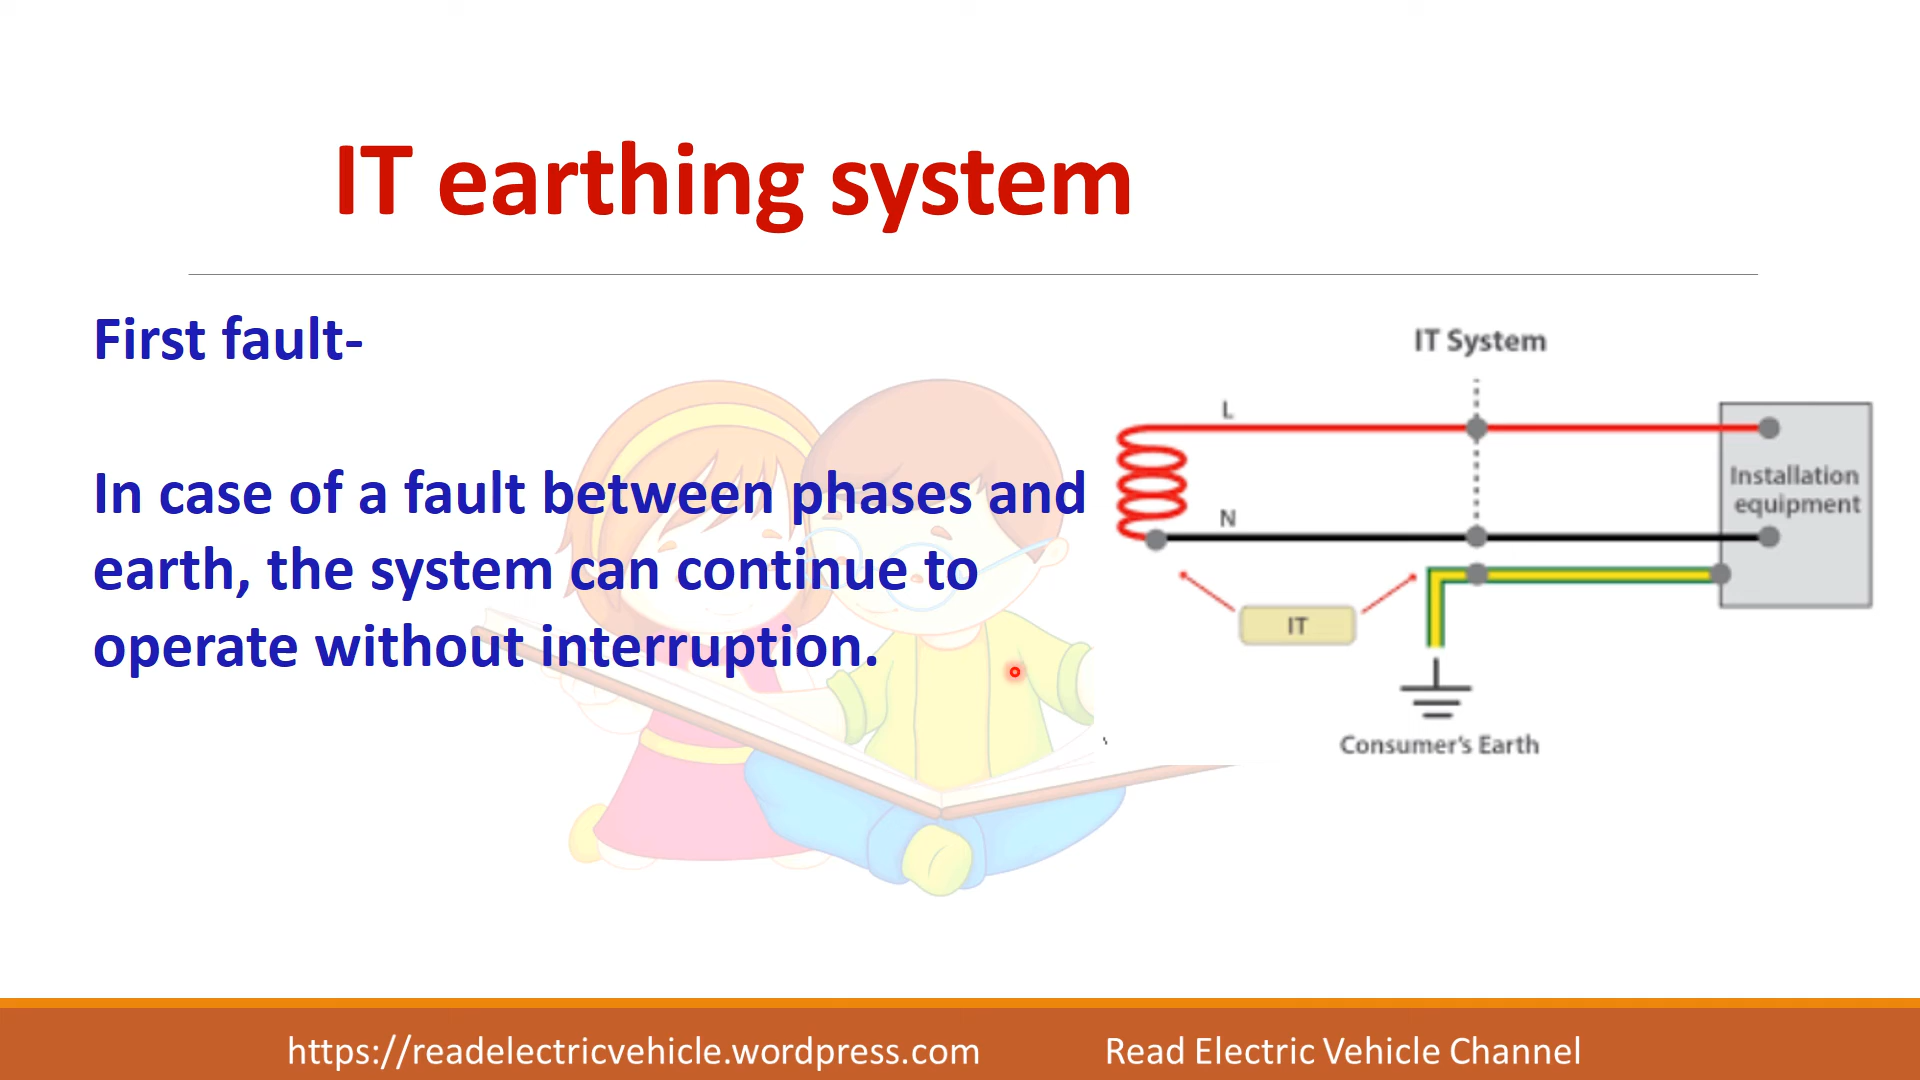 IT earthing system
First fault-
In case of a fault between phases and
earth, the system can continue to
operate without interruption.
IT System
L
Installation
equipment
N
IT
Consumer's Earth
https://readelectricvehicle.wordpress.com
Read Electric Vehicle Channel